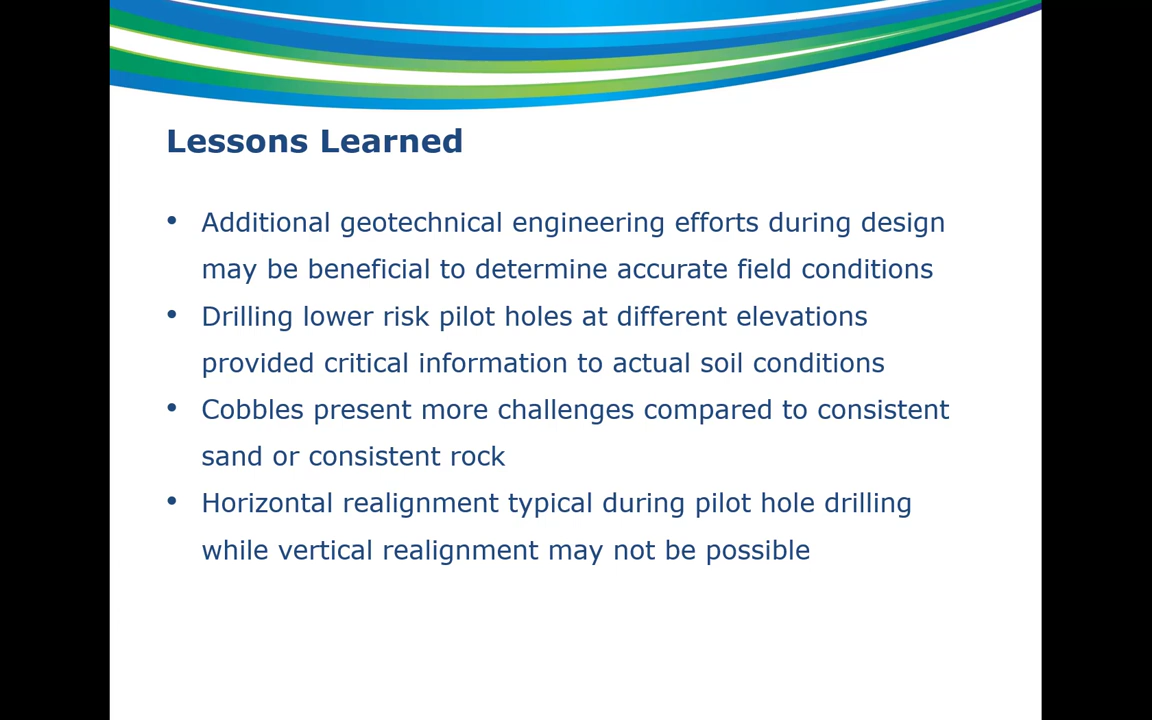 Lessons Learned
• Additional geotechnical engineering efforts during design
may be beneficial to determine accurate field conditions
• Drilling lower risk pilot holes at different elevations
provided critical information to actual soil conditions
• Cobbles present more challenges compared to consistent
sand or consistent rock
• Horizontal realignment typical during pilot hole drilling
while vertical realignment may not be possible